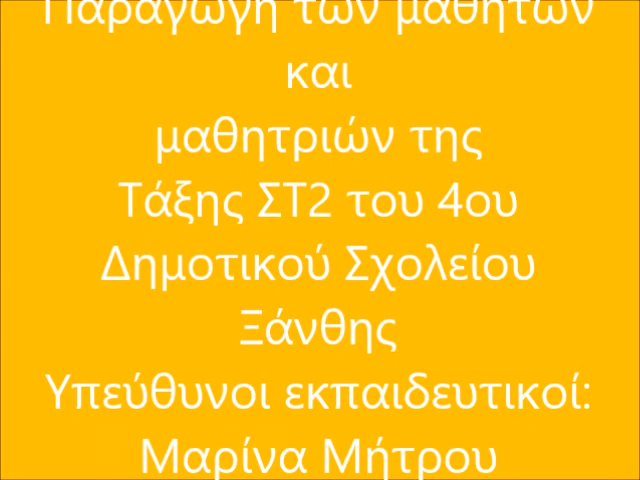 Παραγωγή των μαθητών
και
μαθητριών της
Τάξης ΣΤ2 του 4ου
Δημοτικού Σχολείου
Ξάνθης
Υπεύθυνοι εκπαιδευτικοί:
Μαρίνα Μήτρου